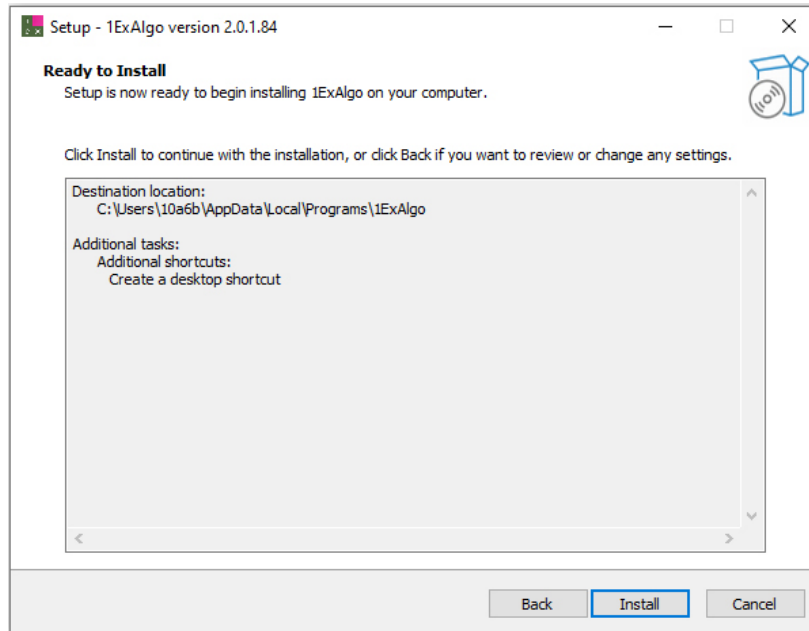 Setup - 1ExAlgo version 2.0.1.84
Ready to Install
Setup is now ready to begin installing 1ExAlgo on your computer.
Click Install to continue with the installation, or click Back if you want to review or change any settings.
Destination location:
C:\Users\10a6b\AppData\Local\Programs\1ExAlgo
Additional tasks:
Additional shortcuts:
Create a desktop shortcut
Back
Install
Cancel